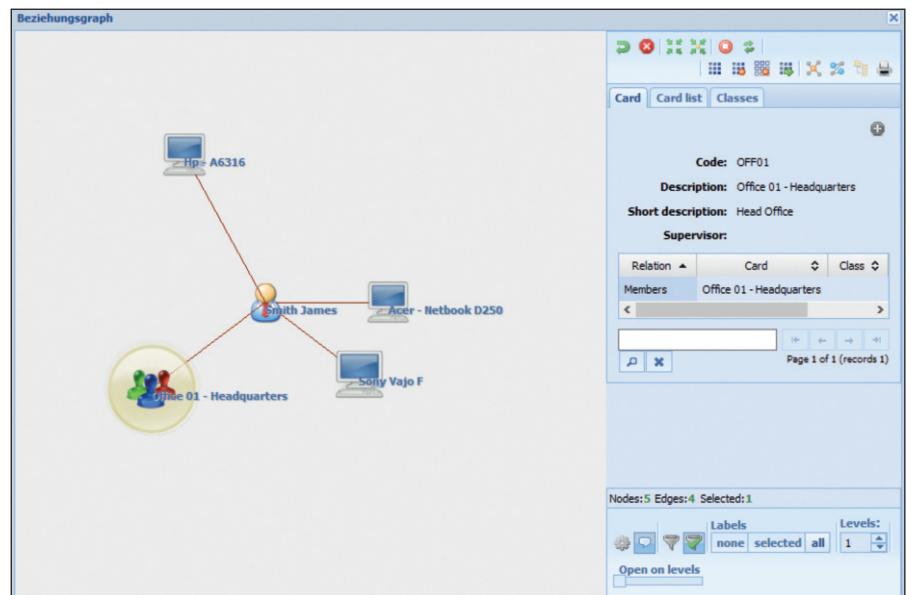 Beziehungsgraph
Hp - A6316
Smith James
Acer - Netbook D250
Sony Vajo F
Office 01 - Headquarters
Card Card list Classes
Code: OFF01
Description: Office 01 - Headquarters
Short description: Head Office
Supervisor:
Relation Card Class
Members Office 01 - Headquarters
Page 1 of 1 (records 1)
Nodes:5 Edges:4 Selected:1
Labels Levels:
none selected all 1
Open on levels